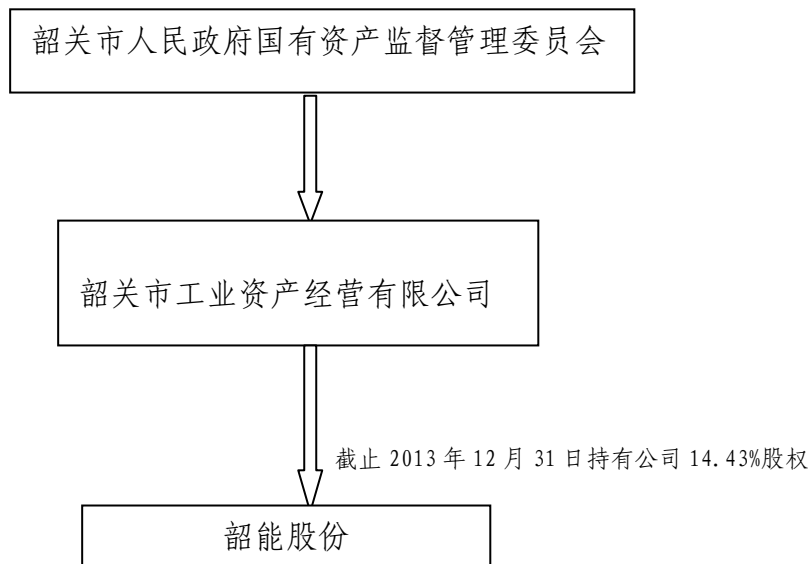 韶关市人民政府国有资产监督管理委员会
韶关市工业资产经营有限公司
截止 2013 年 12 月 31 日持有公司 14.43%股权
韶能股份